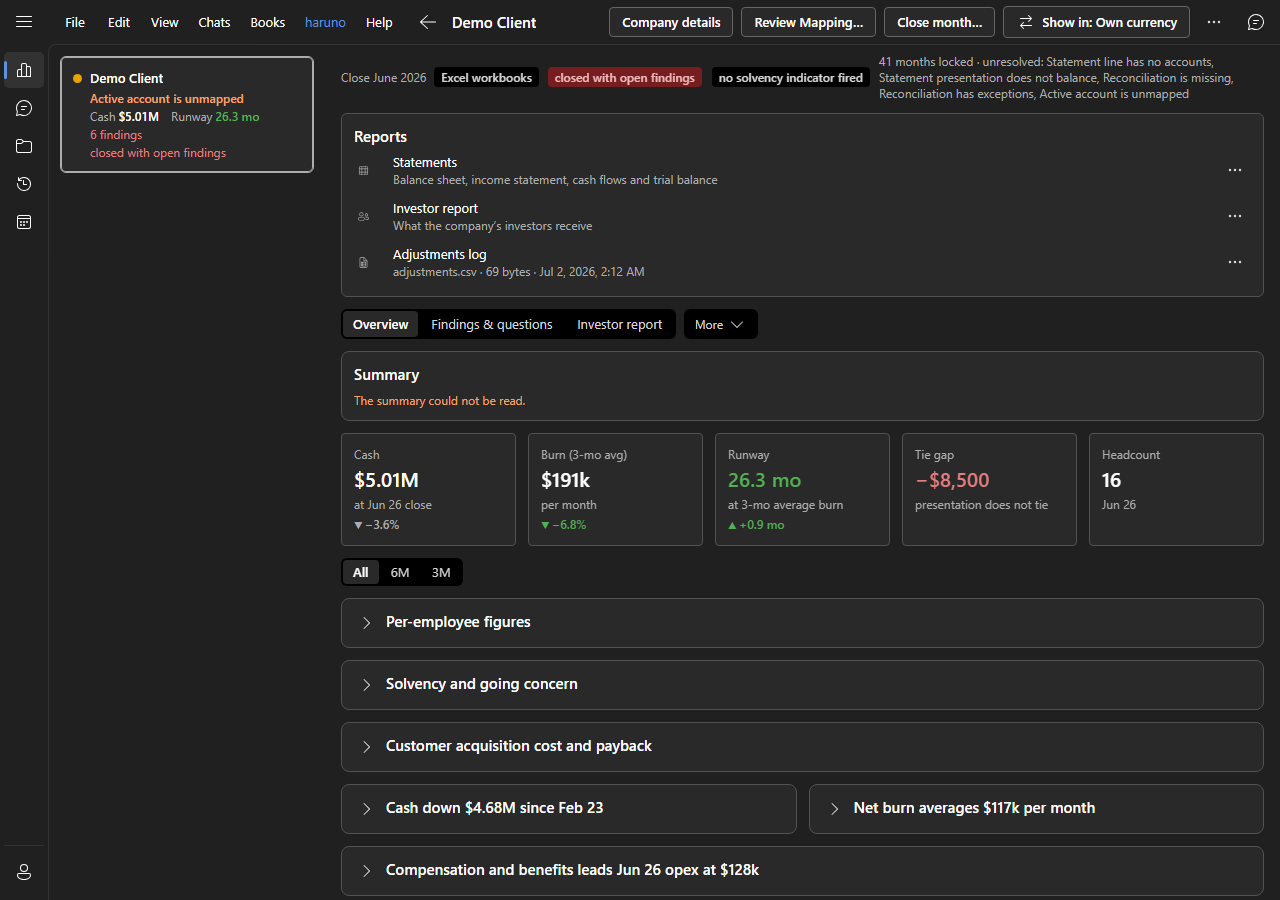 File Edit View Chats Books haruno Help Demo Client Company details Review Mapping... Close month... Show in: Own currency
Demo Client
Active account is unmapped
Cash $5.01M Runway 26.3 mo
6 findings
closed with open findings
Close June 2026 Excel workbooks closed with open findings no solvency indicator fired
41 months locked · unresolved: Statement line has no accounts,
Statement presentation does not balance, Reconciliation is missing,
Reconciliation has exceptions, Active account is unmapped
Reports
Statements
Balance sheet, income statement, cash flows and trial balance
Investor report
What the company’s investors receive
Adjustments log
adjustments.csv · 69 bytes · Jul 2, 2026, 2:12 AM
Overview Findings & questions Investor report More
Summary
The summary could not be read.
Cash
$5.01M
at Jun 26 close
▼ −3.6%
Burn (3-mo avg)
$191k
per month
▼ −6.8%
Runway
26.3 mo
at 3-mo average burn
▲ +0.9 mo
Tie gap
−$8,500
presentation does not tie
Headcount
16
Jun 26
All 6M 3M
Per-employee figures
Solvency and going concern
Customer acquisition cost and payback
Cash down $4.68M since Feb 23
Net burn averages $117k per month
Compensation and benefits leads Jun 26 opex at $128k